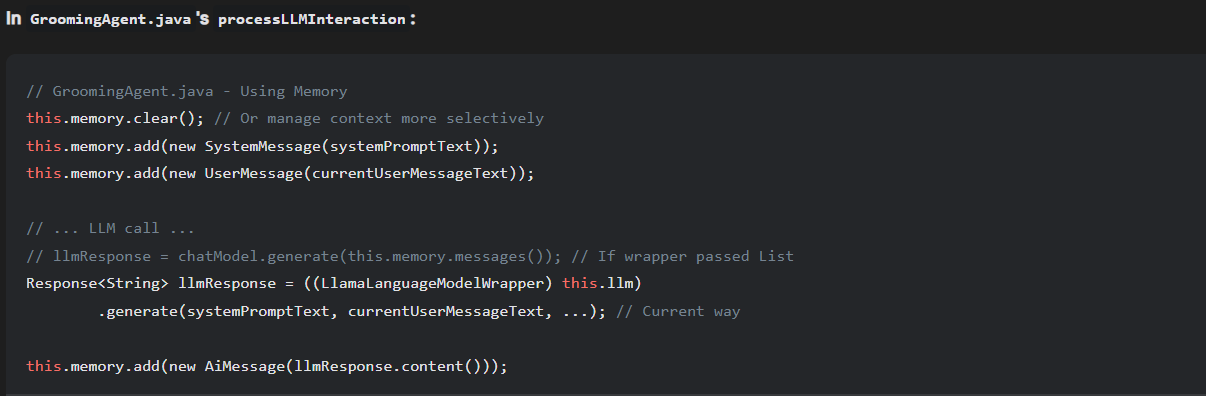 In GroomingAgent.java's processLLMInteraction:
// GroomingAgent.java - Using Memory
this.memory.clear(); // Or manage context more selectively
this.memory.add(new SystemMessage(systemPromptText));
this.memory.add(new UserMessage(currentUserMessageText));
// ... LLM call ...
// llmResponse = chatModel.generate(this.memory.messages()); // If wrapper passed List
Response<String> llmResponse = ((LlamaLanguageModelWrapper) this.llm)
.generate(systemPromptText, currentUserMessageText, ...); // Current way
this.memory.add(new AiMessage(llmResponse.content()));